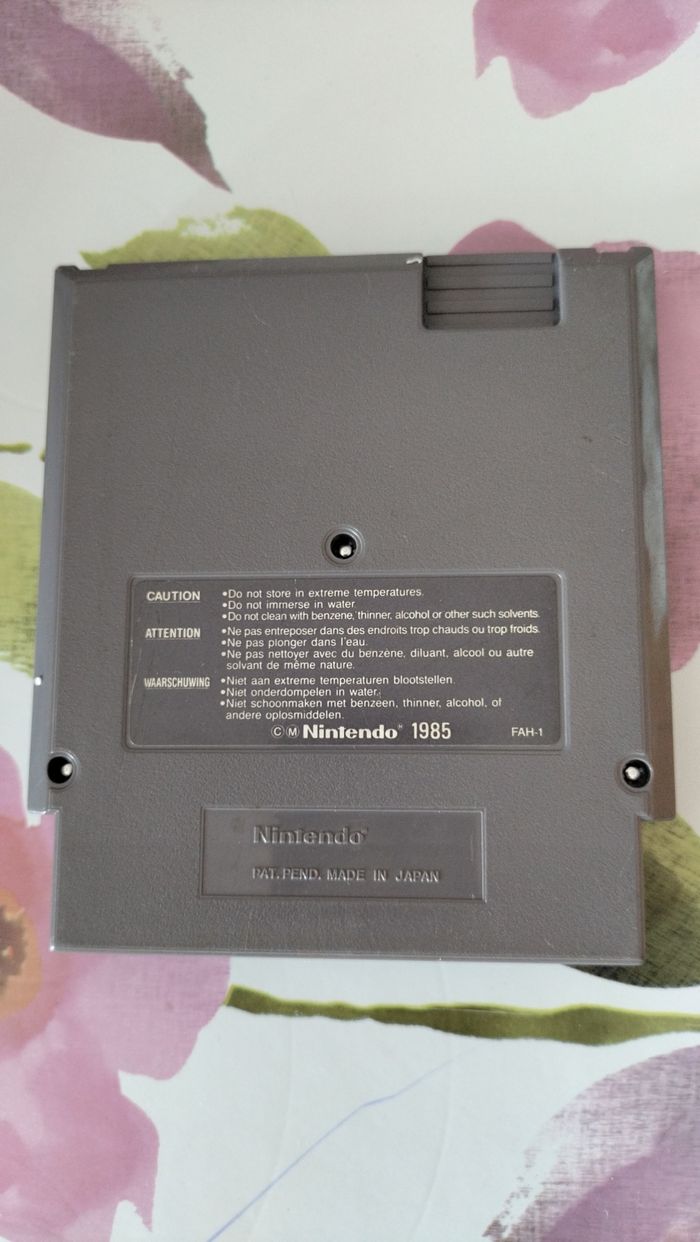 CAUTION •Do not store in extreme temperatures.
•Do not immerse in water.
•Do not clean with benzene, thinner, alcohol or other such solvents.
ATTENTION •Ne pas entreposer dans des endroits trop chauds ou trop froids.
•Ne pas plonger dans l'eau.
•Ne pas nettoyer avec du benzène, diluant, alcool ou autre
solvant de même nature.
WAARSCHUWING •Niet aan extreme temperaturen blootstellen.
•Niet onderdompelen in water.
•Niet schoonmaken met benzeen, thinner, alcohol, of
andere oplosmiddelen.
©Ⓜ Nintendo® 1985 FAH-1
Nintendo®
PAT. PEND. MADE IN JAPAN